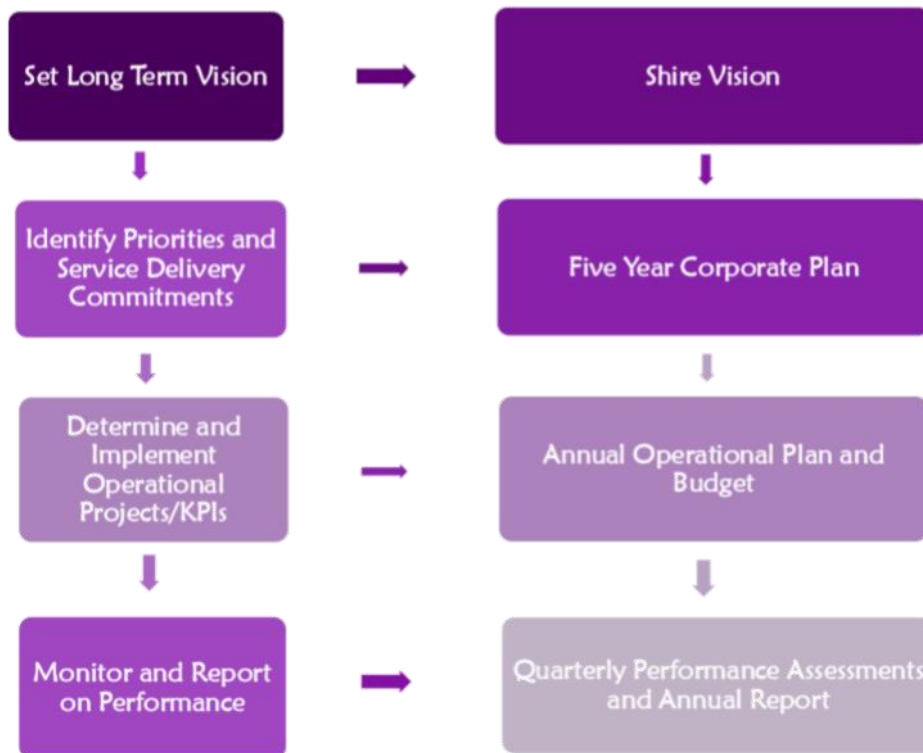 Set Long Term Vision
Shire Vision
Identify Priorities and
Service Delivery
Commitments
Five Year Corporate Plan
Determine and
Implement
Operational
Projects/KPIs
Annual Operational Plan and
Budget
Monitor and Report
on Performance
Quarterly Performance Assessments
and Annual Report